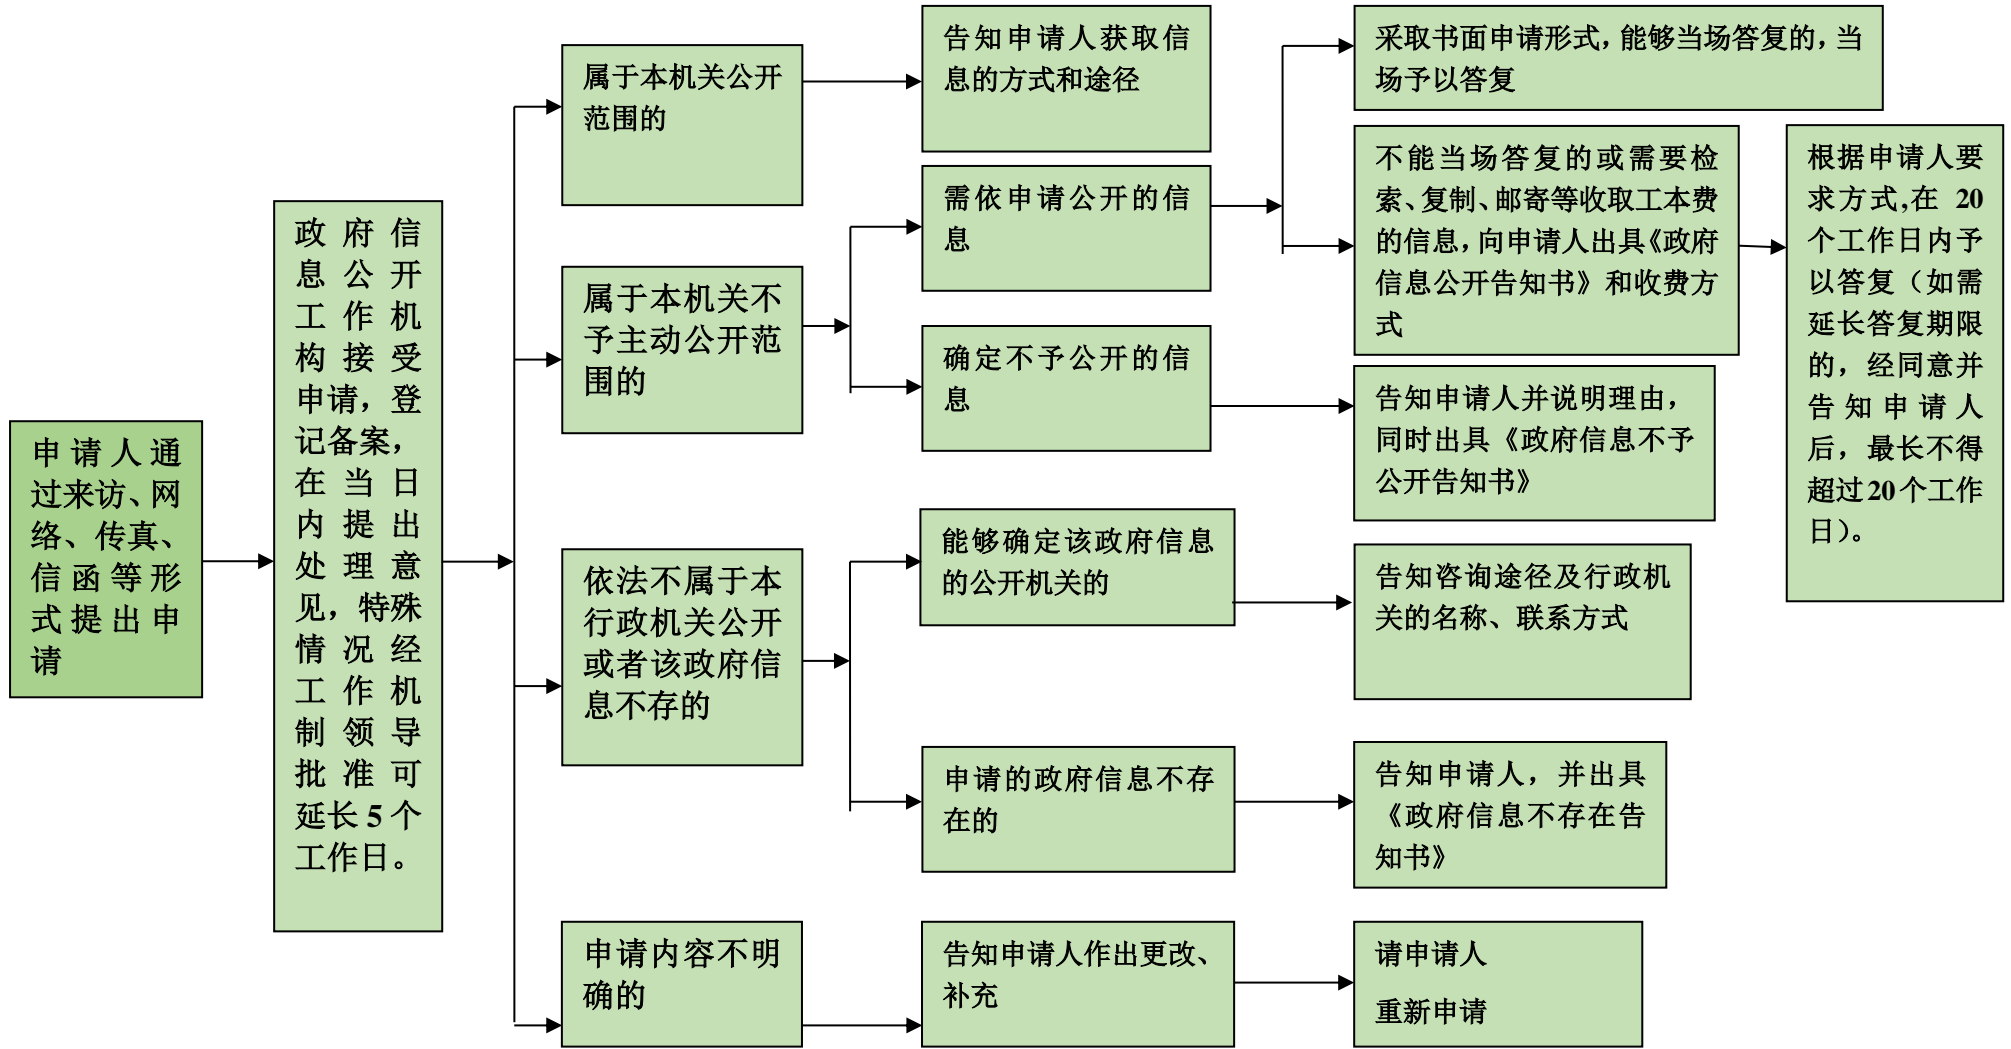 申请人通
过来访、网
络、传真、
信函等形
式提出申
请
政府信
息公开
工作机
构接受
申请，登
记备案，
在当日
内提出
处理意
见，特殊
情况经
工作机
制领导
批准可
延长 5 个
工作日。
属于本机关公开
范围的
告知申请人获取信
息的方式和途径
属于本机关不
予主动公开范
围的
需依申请公开的信
息
采取书面申请形式，能够当场答复的，当
场予以答复
不能当场答复的或需要检
索、复制、邮寄等收取工本费
的信息，向申请人出具《政府
信息公开告知书》和收费方
式
根据申请人要
求方式,在 20
个工作日内予
以答复（如需
延长答复期限
的，经同意并
告知申请人
后，最长不得
超过 20 个工作
日）。
确定不予公开的信
息
告知申请人并说明理由，
同时出具《政府信息不予
公开告知书》
依法不属于本
行政机关公开
或者该政府信
息不存的
能够确定该政府信息
的公开机关的
告知咨询途径及行政机
关的名称、联系方式
申请的政府信息不存
在的
告知申请人，并出具
《政府信息不存在告
知书》
申请内容不明
确的
告知申请人作出更改、
补充
请申请人
重新申请